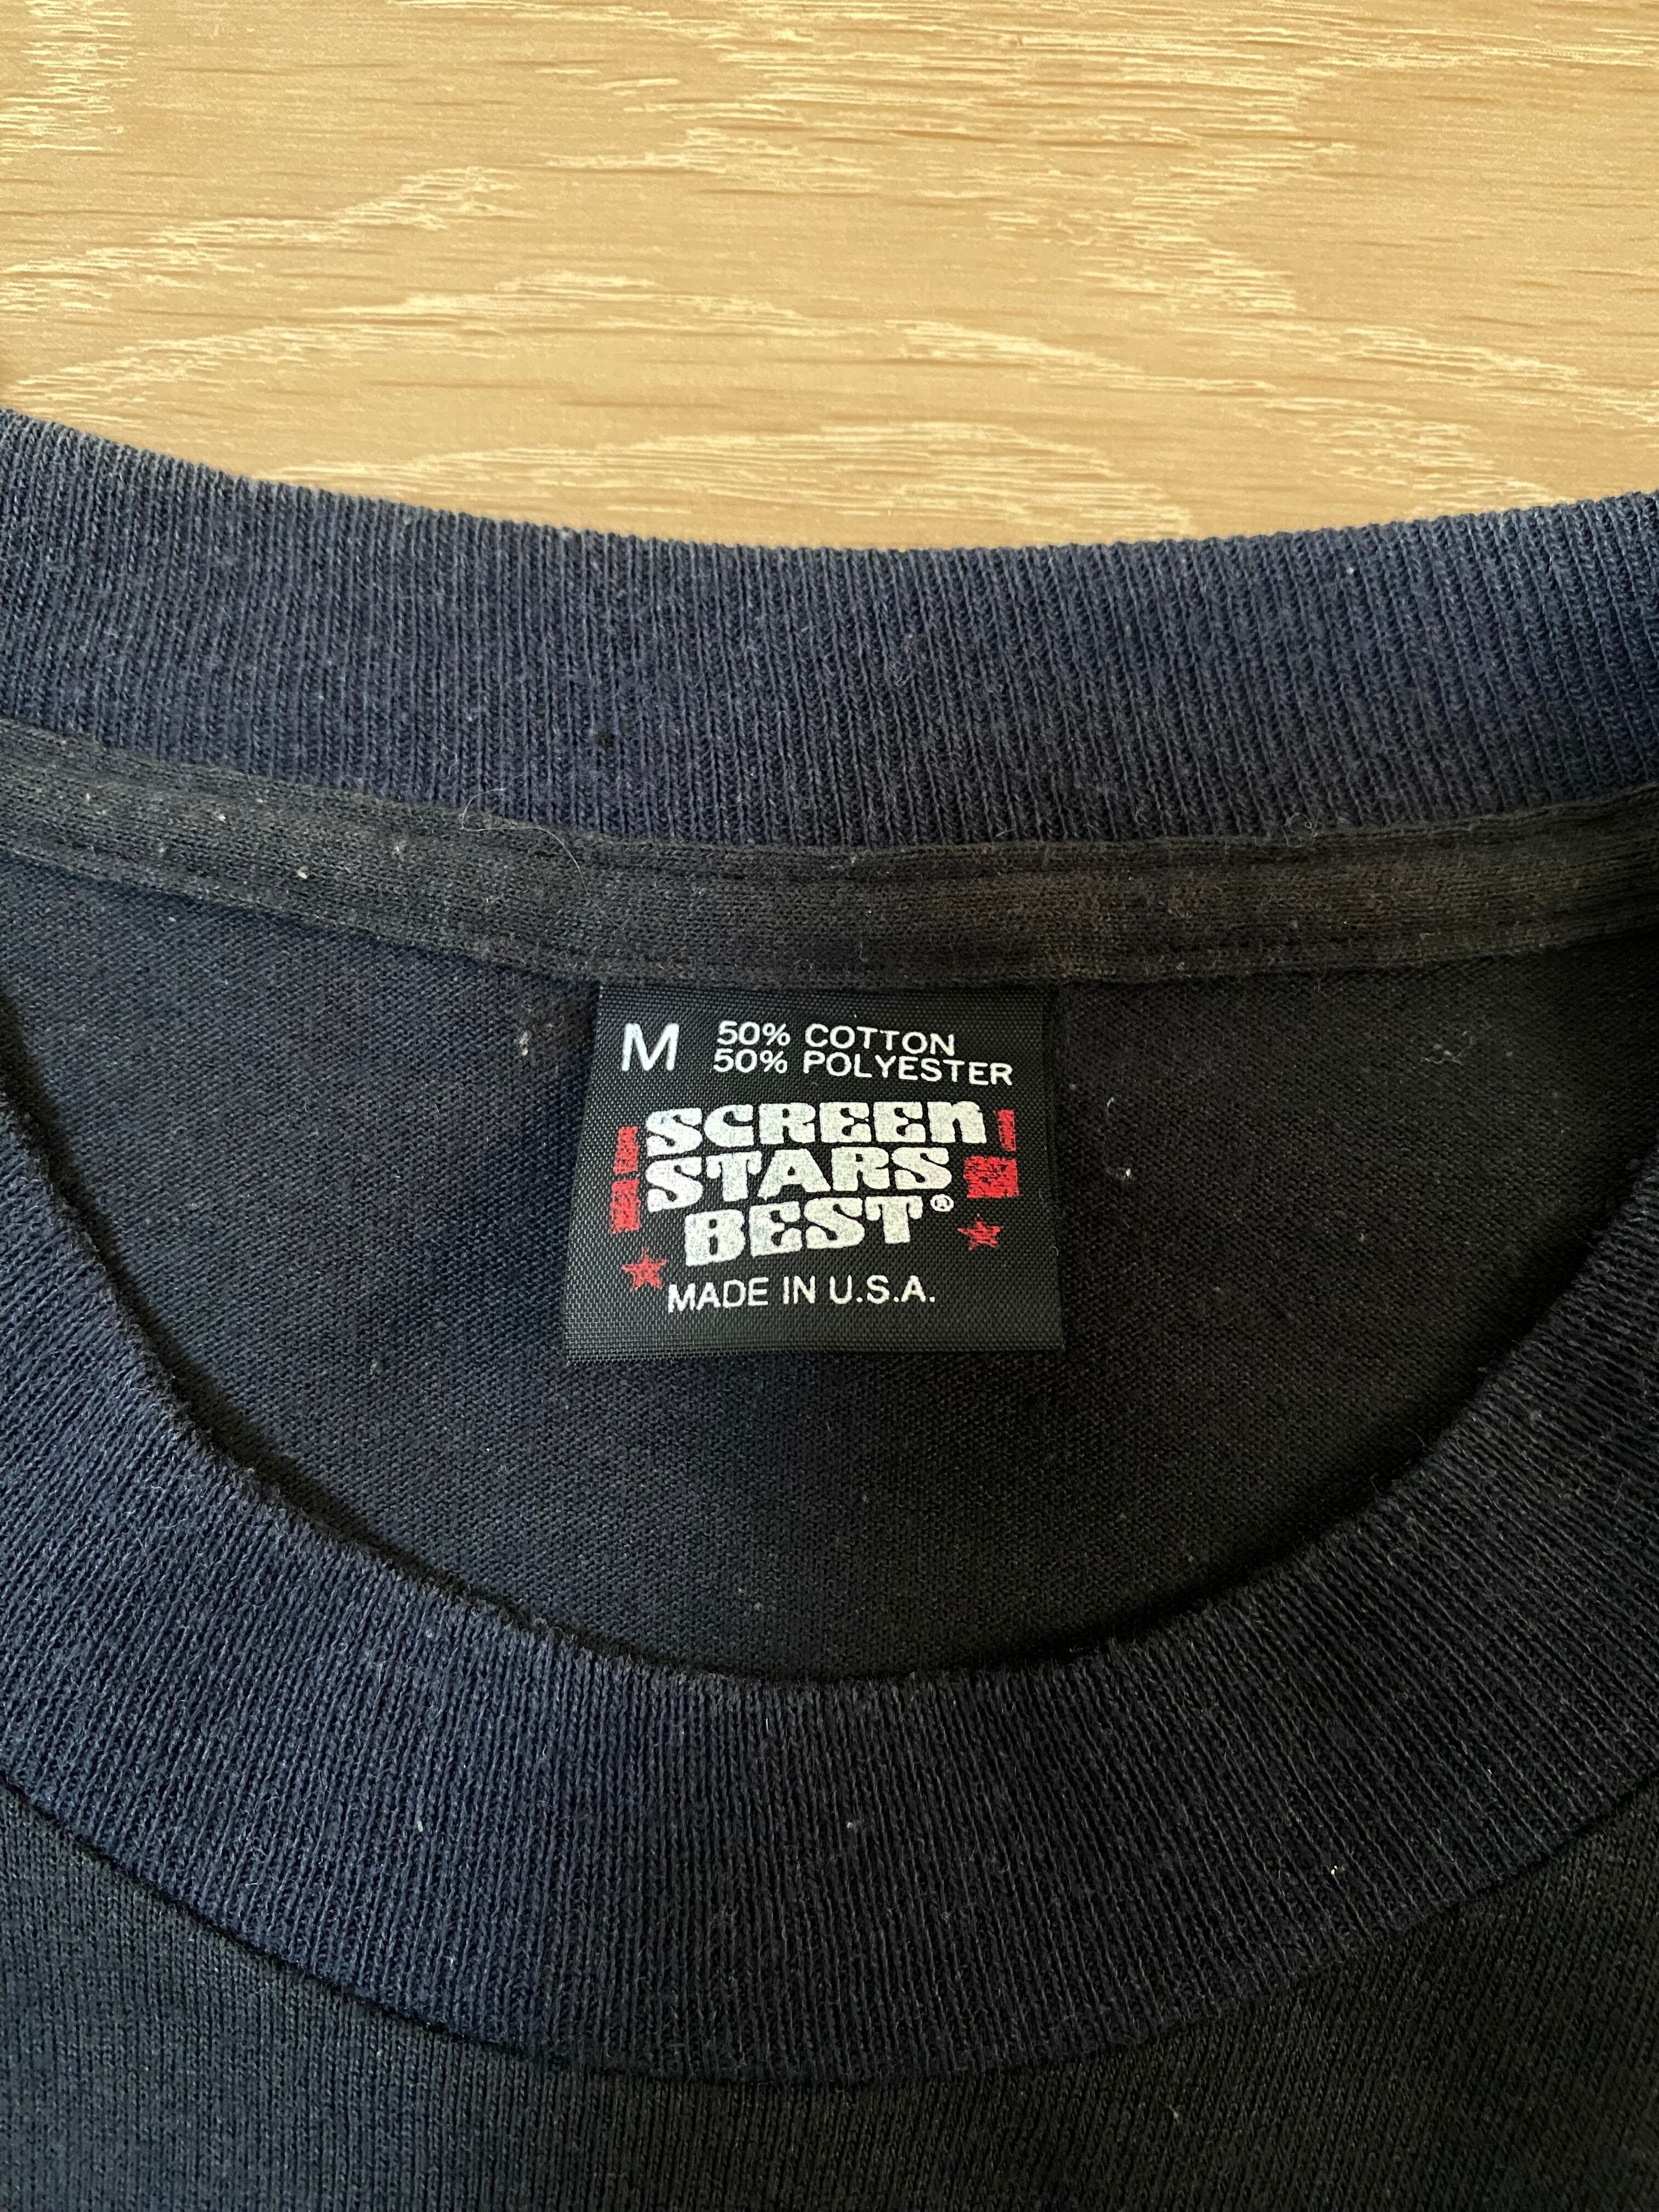 M 50% COTTON
50% POLYESTER
SCREEN
STARS
BEST®
MADE IN U.S.A.